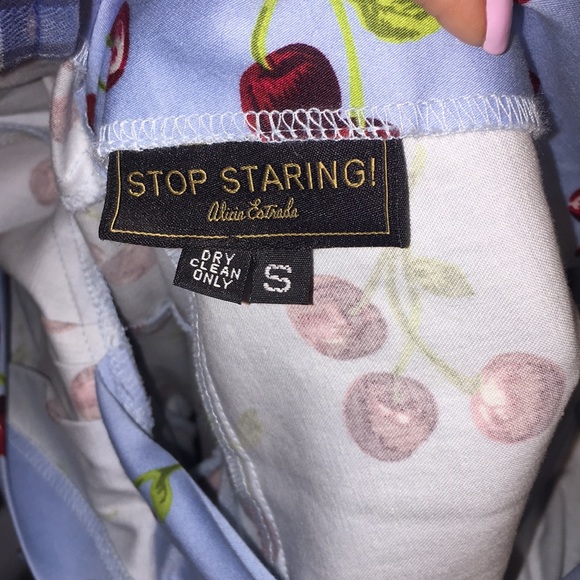 STOP STARING!
Alicia Estrada
DRY
CLEAN
ONLY
S